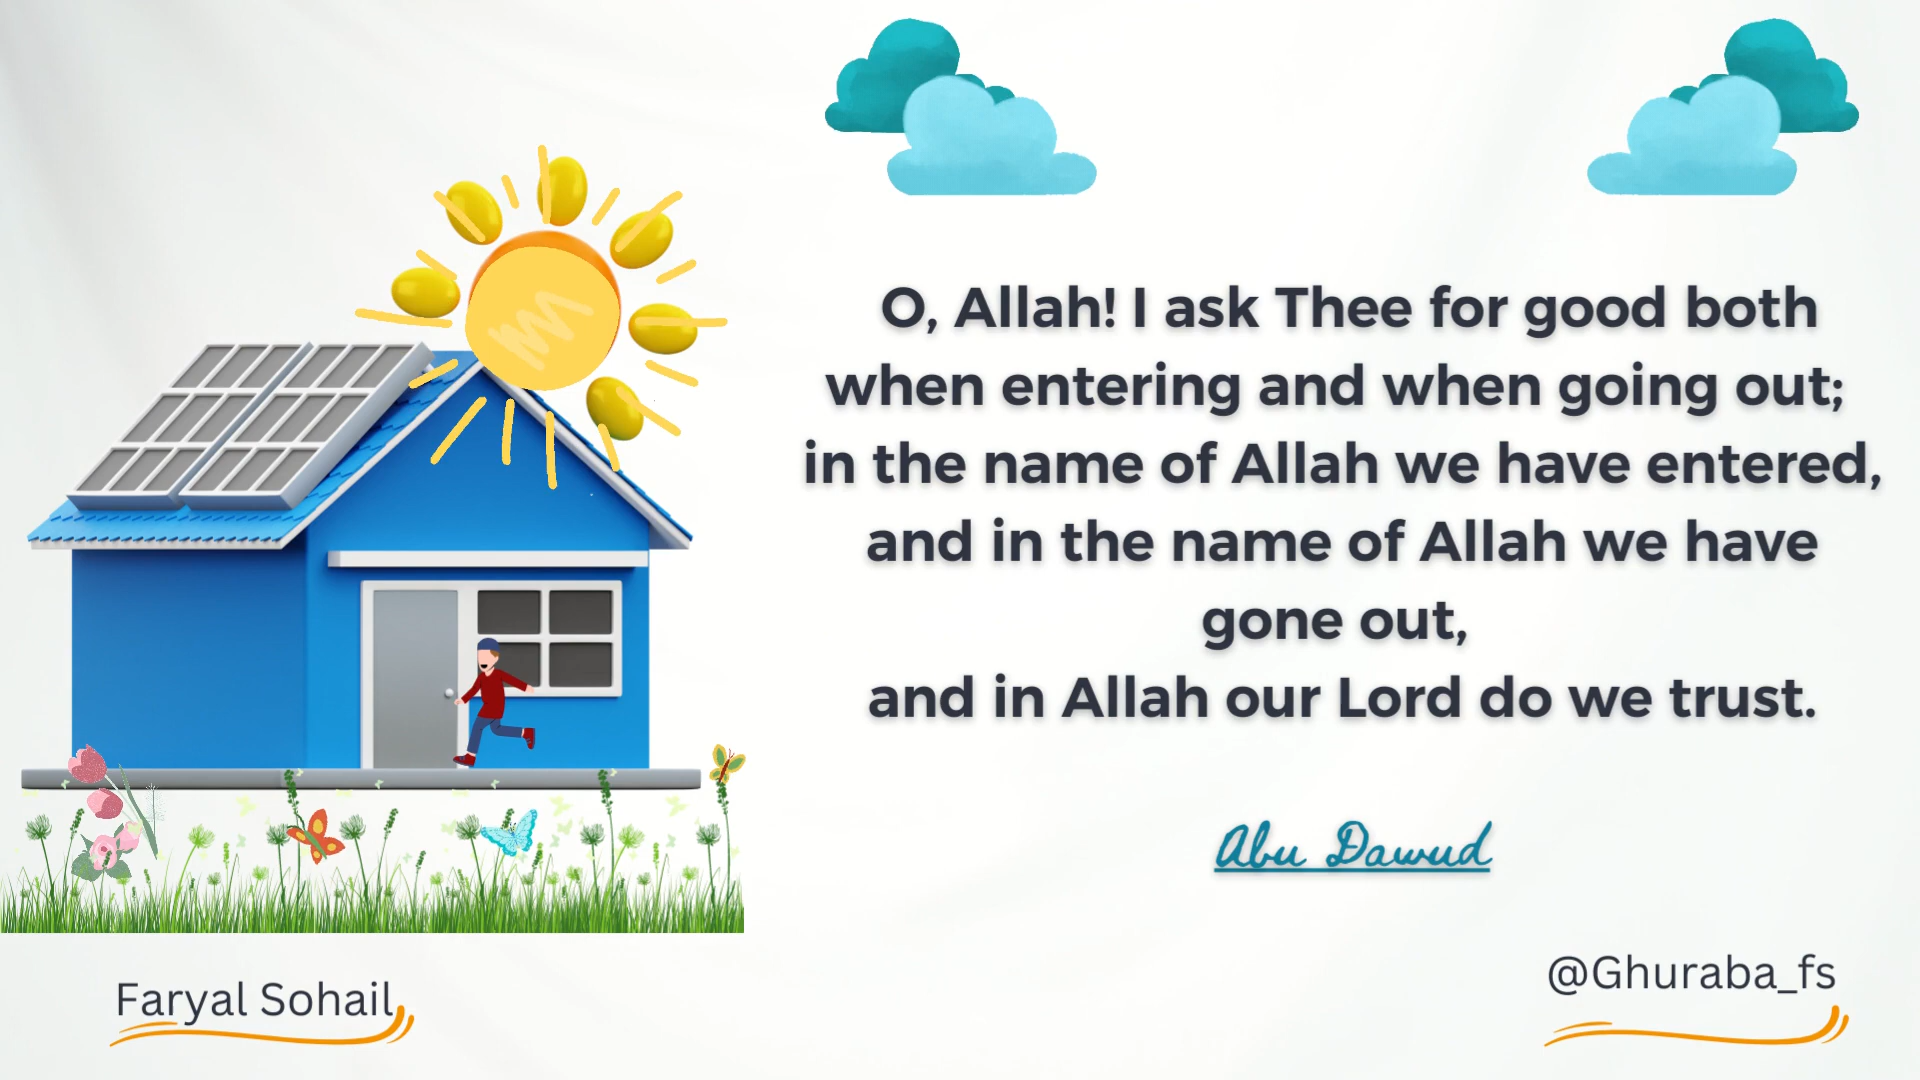 O, Allah! I ask Thee for good both
when entering and when going out;
in the name of Allah we have entered,
and in the name of Allah we have
gone out,
and in Allah our Lord do we trust.
Abu Dawud
Faryal Sohail
@Ghuraba_fs